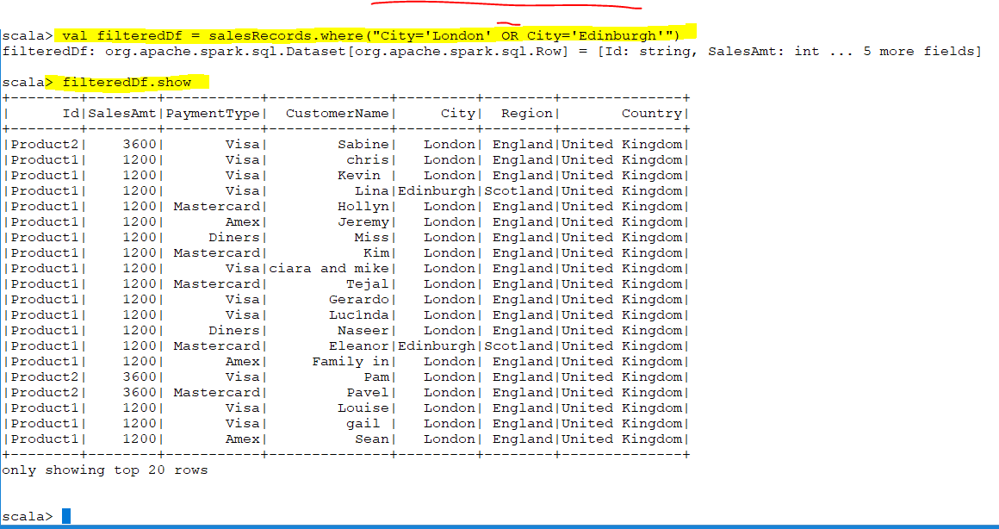 scala> val filteredDf = salesRecords.where("City='London' OR City='Edinburgh'")
filteredDf: org.apache.spark.sql.Dataset[org.apache.spark.sql.Row] = [Id: string, SalesAmt: int ... 5 more fields]
scala> filteredDf.show
+--------+--------+-----------+--------------+---------+--------+--------------+
|      Id|SalesAmt|PaymentType|  CustomerName|     City|  Region|       Country|
+--------+--------+-----------+--------------+---------+--------+--------------+
|Product2|    3600|       Visa|        Sabine|   London| England|United Kingdom|
|Product1|    1200|       Visa|         chris|   London| England|United Kingdom|
|Product1|    1200|       Visa|        Kevin |   London| England|United Kingdom|
|Product1|    1200|       Visa|          Lina|Edinburgh|Scotland|United Kingdom|
|Product1|    1200| Mastercard|        Hollyn|   London| England|United Kingdom|
|Product1|    1200|       Amex|        Jeremy|   London| England|United Kingdom|
|Product1|    1200|     Diners|          Miss|   London| England|United Kingdom|
|Product1|    1200| Mastercard|           Kim|   London| England|United Kingdom|
|Product1|    1200|       Visa|ciara and mike|   London| England|United Kingdom|
|Product1|    1200| Mastercard|         Tejal|   London| England|United Kingdom|
|Product1|    1200|       Visa|       Gerardo|   London| England|United Kingdom|
|Product1|    1200|       Visa|       Luc1nda|   London| England|United Kingdom|
|Product1|    1200|     Diners|        Naseer|   London| England|United Kingdom|
|Product1|    1200| Mastercard|       Eleanor|Edinburgh|Scotland|United Kingdom|
|Product1|    1200|       Amex|     Family in|   London| England|United Kingdom|
|Product2|    3600|       Visa|           Pam|   London| England|United Kingdom|
|Product2|    3600| Mastercard|         Pavel|   London| England|United Kingdom|
|Product1|    1200|       Visa|        Louise|   London| England|United Kingdom|
|Product1|    1200|       Visa|         gail |   London| England|United Kingdom|
|Product1|    1200|       Amex|          Sean|   London| England|United Kingdom|
+--------+--------+-----------+--------------+---------+--------+--------------+
only showing top 20 rows
scala>